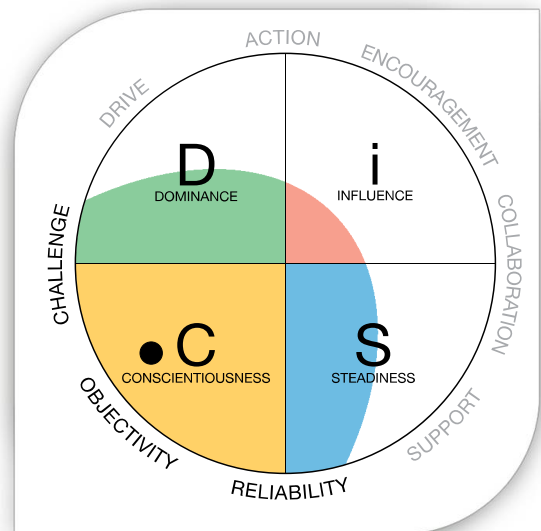 ACTION
DRIVE
ENCOURAGEMENT
D
DOMINANCE
i
INFLUENCE
CHALLENGE
COLLABORATION
C
CONSCIENTIOUSNESS
S
STEADINESS
OBJECTIVITY
SUPPORT
RELIABILITY